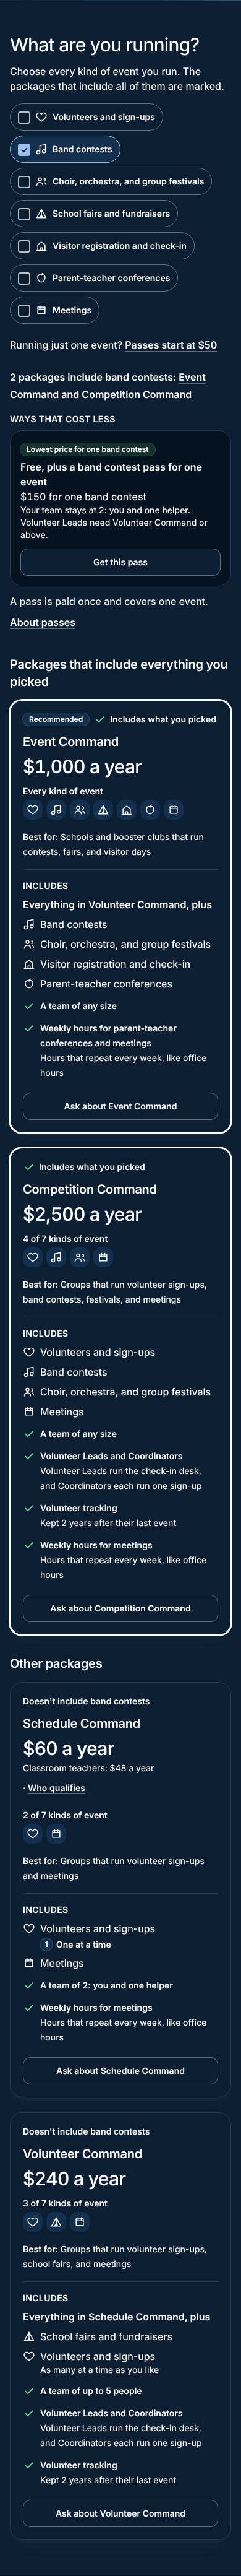 What are you running?
Choose every kind of event you run. The
packages that include all of them are marked.
Volunteers and sign-ups
Band contests
Choir, orchestra, and group festivals
School fairs and fundraisers
Visitor registration and check-in
Parent-teacher conferences
Meetings
Running just one event? Passes start at $50
2 packages include band contests: Event
Command and Competition Command
WAYS THAT COST LESS
Lowest price for one band contest
Free, plus a band contest pass for one
event
$150 for one band contest
Your team stays at 2: you and one helper.
Volunteer Leads need Volunteer Command or
above.
Get this pass
A pass is paid once and covers one event.
About passes
Packages that include everything you
picked
Recommended Includes what you picked
Event Command
$1,000 a year
Every kind of event
Best for: Schools and booster clubs that run
contests, fairs, and visitor days
INCLUDES
Everything in Volunteer Command, plus
Band contests
Choir, orchestra, and group festivals
Visitor registration and check-in
Parent-teacher conferences
A team of any size
Weekly hours for parent-teacher
conferences and meetings
Hours that repeat every week, like office
hours
Ask about Event Command
Includes what you picked
Competition Command
$2,500 a year
4 of 7 kinds of event
Best for: Groups that run volunteer sign-ups,
band contests, festivals, and meetings
INCLUDES
Volunteers and sign-ups
Band contests
Choir, orchestra, and group festivals
Meetings
A team of any size
Volunteer Leads and Coordinators
Volunteer Leads run the check-in desk,
and Coordinators each run one sign-up
Volunteer tracking
Kept 2 years after their last event
Weekly hours for meetings
Hours that repeat every week, like office
hours
Ask about Competition Command
Other packages
Doesn't include band contests
Schedule Command
$60 a year
Classroom teachers: $48 a year
· Who qualifies
2 of 7 kinds of event
Best for: Groups that run volunteer sign-ups
and meetings
INCLUDES
Volunteers and sign-ups
1 One at a time
Meetings
A team of 2: you and one helper
Weekly hours for meetings
Hours that repeat every week, like office
hours
Ask about Schedule Command
Doesn't include band contests
Volunteer Command
$240 a year
3 of 7 kinds of event
Best for: Groups that run volunteer sign-ups,
school fairs, and meetings
INCLUDES
Everything in Schedule Command, plus
School fairs and fundraisers
Volunteers and sign-ups
As many at a time as you like
A team of up to 5 people
Volunteer Leads and Coordinators
Volunteer Leads run the check-in desk,
and Coordinators each run one sign-up
Volunteer tracking
Kept 2 years after their last event
Ask about Volunteer Command